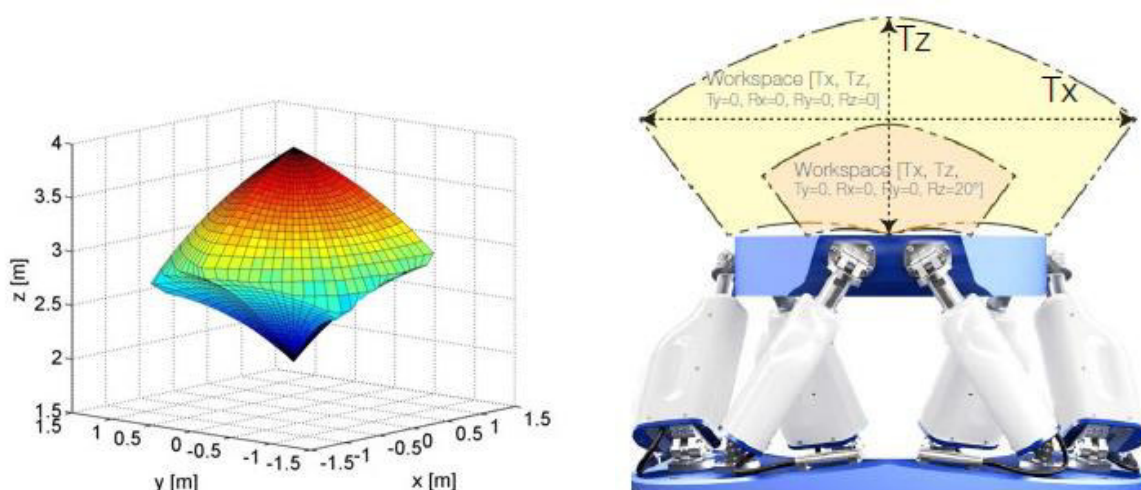 4
3.5
3
2.5
2
1.5
z [m]
1.5
1
0.5
0
-0.5
-1
-1.5
y [m]
-1.5
-1
-0.5
0
0.5
1
1.5
x [m]
Tz
Tx
Workspace [Tx, Tz,
Ty=0, Rx=0, Ry=0, Rz=0]
Workspace [Tx, Tz,
Ty=0, Rx=0, Ry=0, Rz=20°]